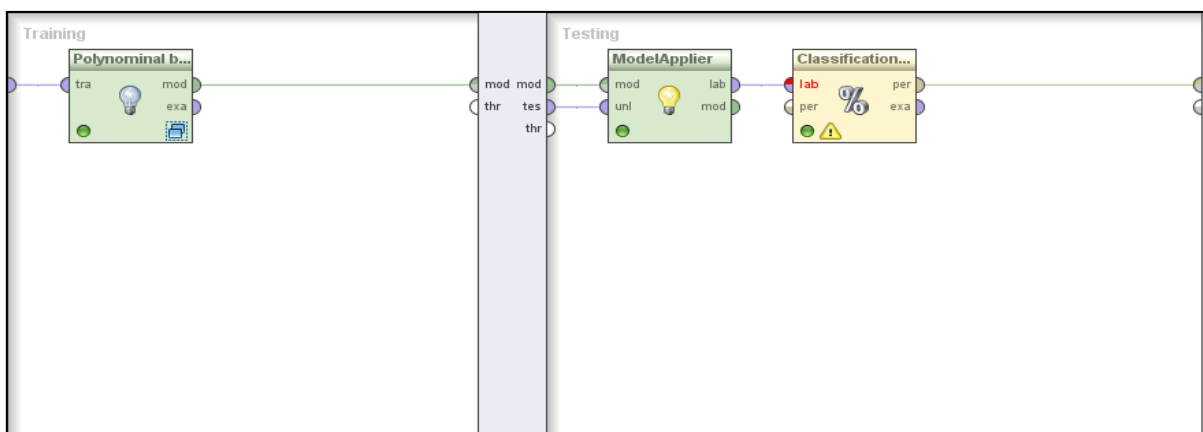 Training
Polynominal b...
tra
mod
exa
mod
thr
mod
tes
thr
Testing
ModelApplier
mod
unl
lab
mod
Classification...
lab
per
%
per
exa